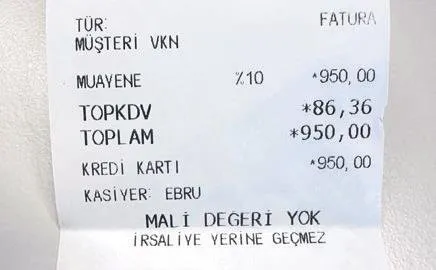 TÜR: FATURA
MÜŞTERİ VKN
MUAYENE %10 *950,00
TOPKDV *86,36
TOPLAM *950,00
KREDİ KARTI *950,00
KASİYER: EBRU
MALİ DEĞERİ YOK
İRSALİYE YERİNE GEÇMEZ